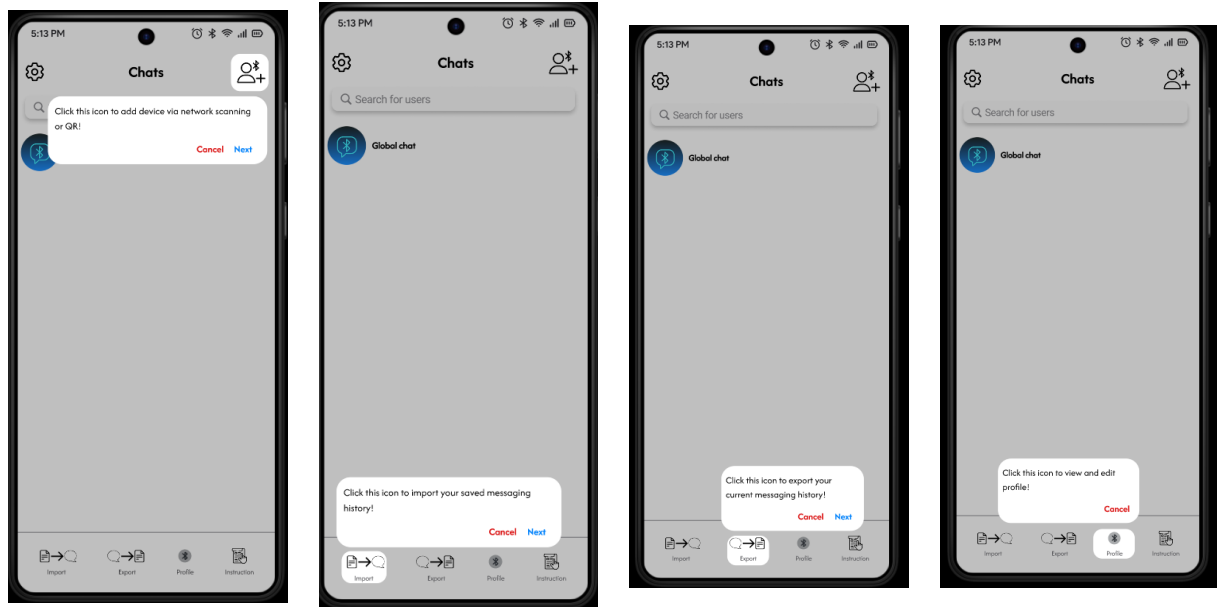 5:13 PM
Chats
Click this icon to add device via network scanning
or QR!
Cancel Next
Import Export Profile Instruction
5:13 PM
Chats
Search for users
Global chat
Click this icon to import your saved messaging
history!
Cancel Next
Import Export Profile Instruction
5:13 PM
Chats
Search for users
Global chat
Click this icon to export your
current messaging history!
Cancel Next
Import Export Profile Instruction
5:13 PM
Chats
Search for users
Global chat
Click this icon to view and edit
profile!
Cancel
Import Export Profile Instruction